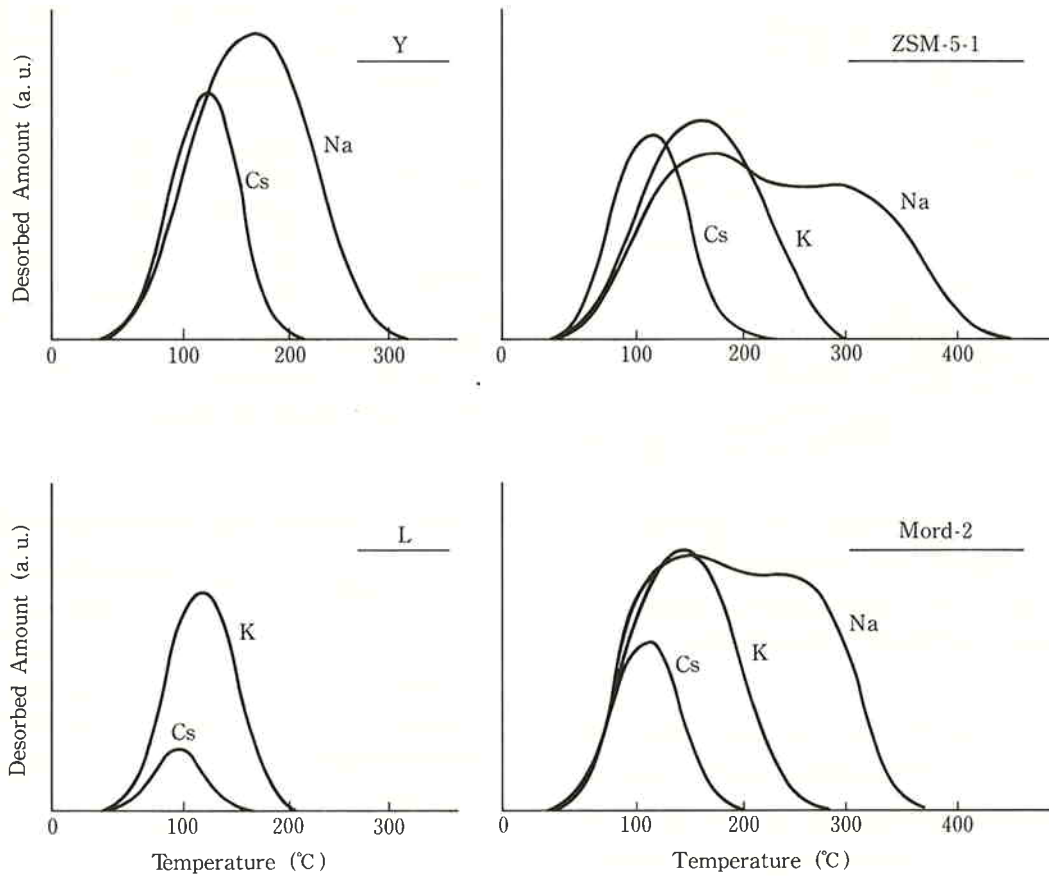 Y
Na
Cs
Desorbed Amount (a. u.)
0 100 200 300
ZSM-5-1
Na
Cs
K
0 100 200 300 400
L
K
Cs
Desorbed Amount (a. u.)
0 100 200 300
Temperature (℃)
Mord-2
Na
Cs
K
0 100 200 300 400
Temperature (℃)